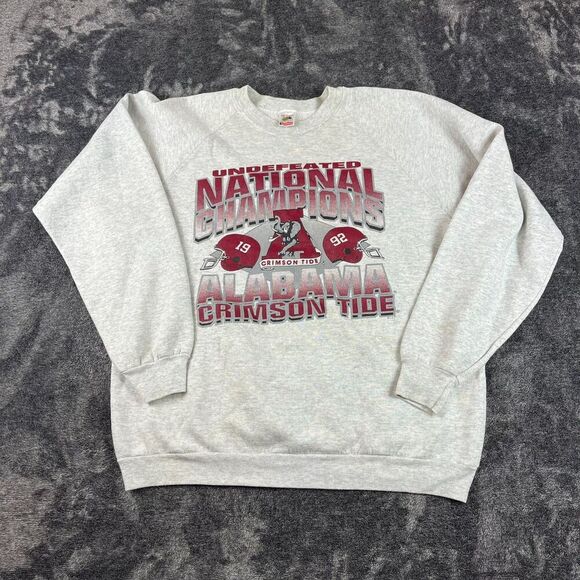 UNDEFEATED
NATIONAL
CHAMPIONS
19 A 92
CRIMSON TIDE
ALABAMA
CRIMSON TIDE